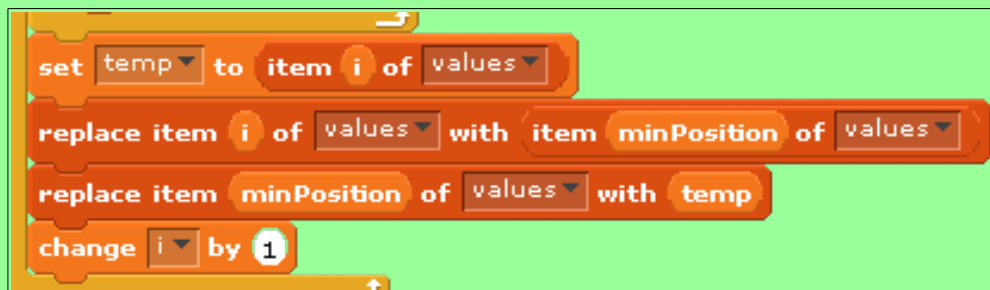 set temp to item i of values
replace item i of values with item minPosition of values
replace item minPosition of values with temp
change i by 1